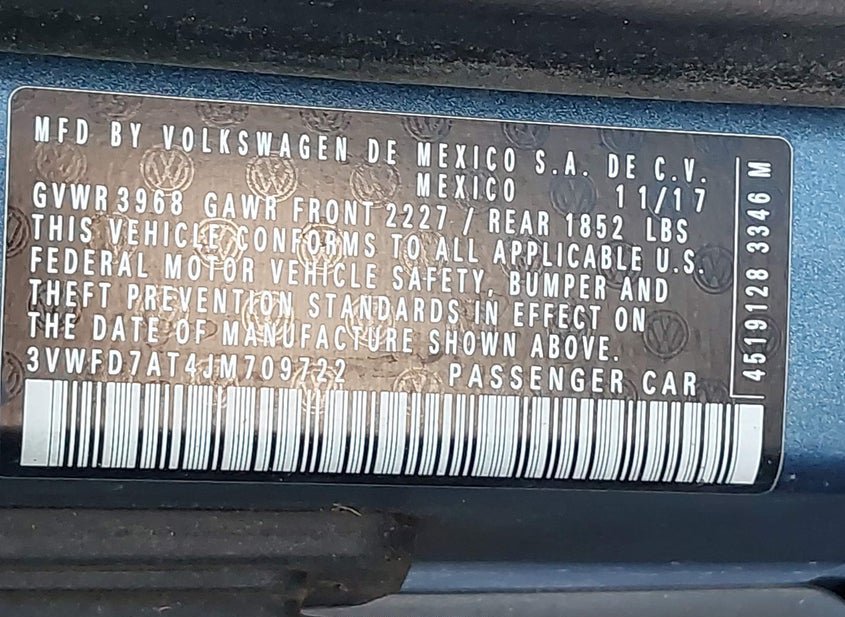 MFD BY VOLKSWAGEN DE MEXICO S.A. DE C.V.
MEXICO 11/17
GVWR 3968 GAWR FRONT 2227 / REAR 1852 LBS
THIS VEHICLE CONFORMS TO ALL APPLICABLE U.S.
FEDERAL MOTOR VEHICLE SAFETY, BUMPER AND
THEFT PREVENTION STANDARDS IN EFFECT ON
THE DATE OF MANUFACTURE SHOWN ABOVE.
3VWFD7AT4JM709722 PASSENGER CAR
4519128 3346 M